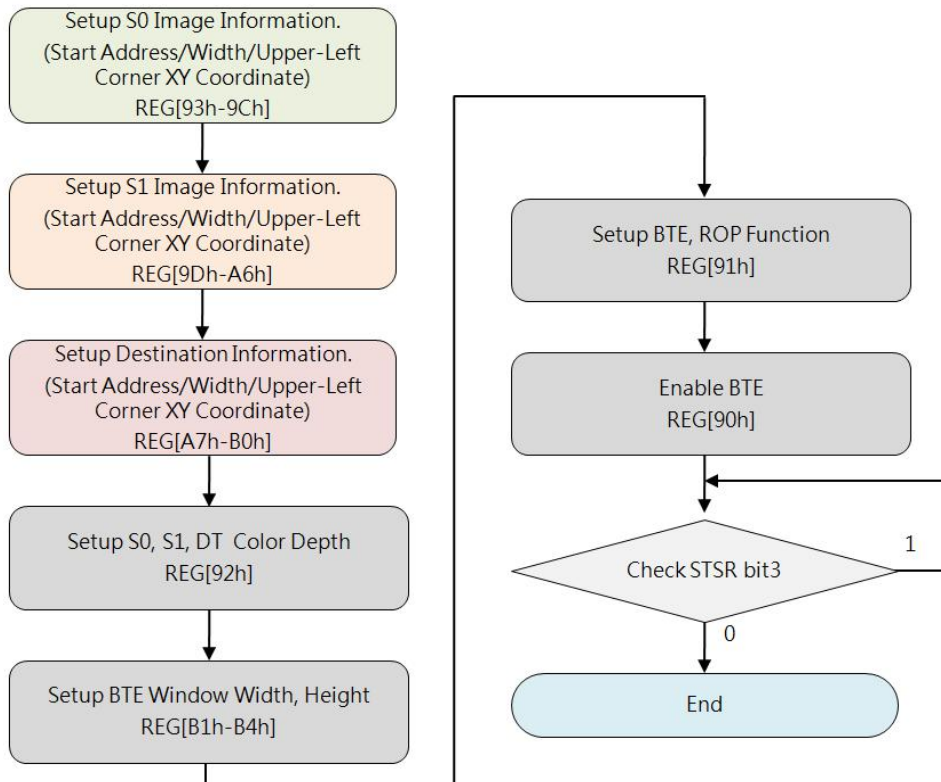 Setup S0 Image Information.
(Start Address/Width/Upper-Left
Corner XY Coordinate)
REG[93h-9Ch]
Setup S1 Image Information.
(Start Address/Width/Upper-Left
Corner XY Coordinate)
REG[9Dh-A6h]
Setup Destination Information.
(Start Address/Width/Upper-Left
Corner XY Coordinate)
REG[A7h-B0h]
Setup S0, S1, DT Color Depth
REG[92h]
Setup BTE Window Width, Height
REG[B1h-B4h]
Setup BTE, ROP Function
REG[91h]
Enable BTE
REG[90h]
Check STSR bit3
1
0
End